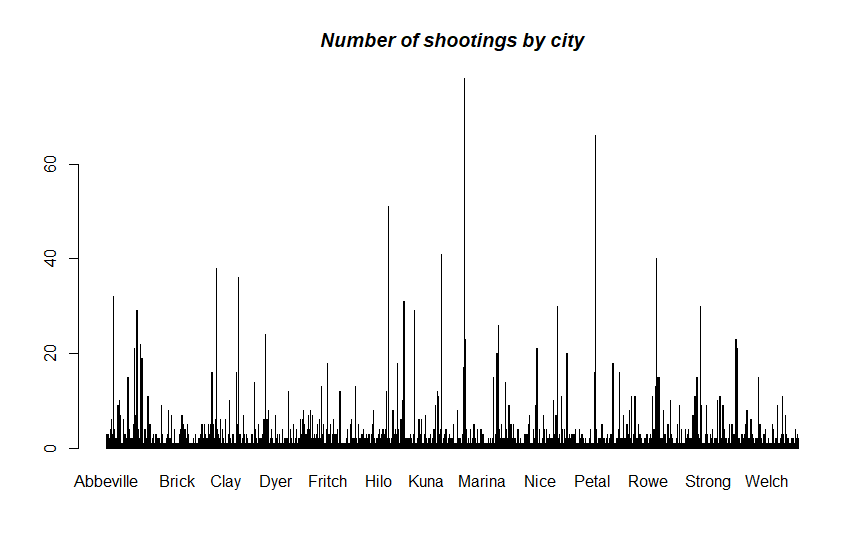 Number of shootings by city
60
40
20
0
Abbeville Brick Clay Dyer Fritch Hilo Kuna Marina Nice Petal Rowe Strong Welch